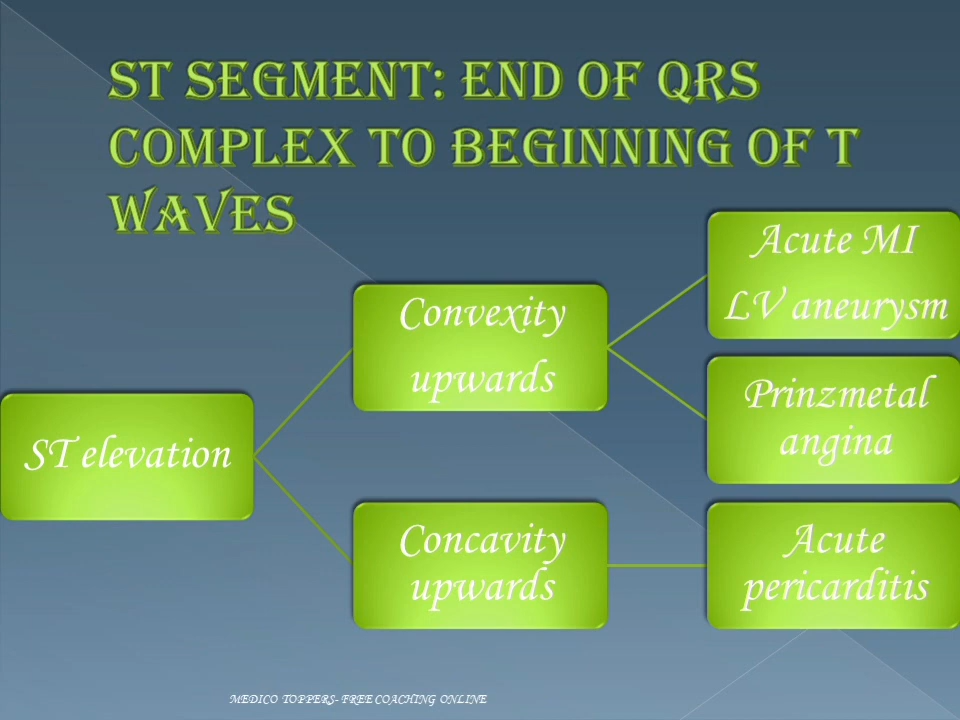 ST SEGMENT: END OF QRS
COMPLEX TO BEGINNING OF T
WAVES
ST elevation
Convexity
upwards
Acute MI
LV aneurysm
Prinzmetal
angina
Concavity
upwards
Acute
pericarditis
MEDICO TOPPERS- FREE COACHING ONLINE